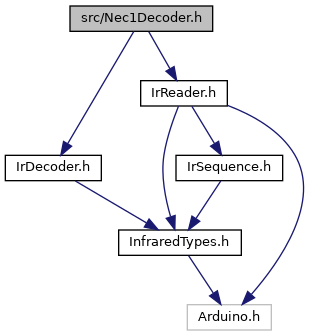 src/Nec1Decoder.h
IrReader.h
IrDecoder.h
IrSequence.h
InfraredTypes.h
Arduino.h